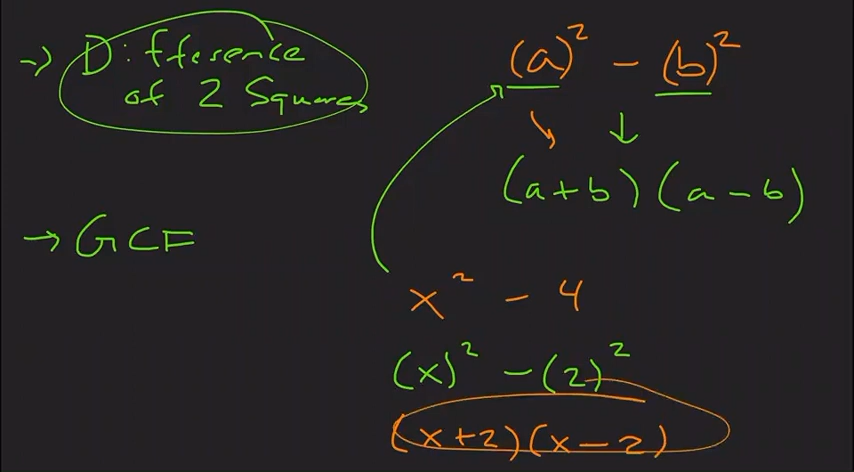 → Difference
of 2 Squares
→ GCF
(a)² - (b)²
(a+b)(a-b)
x² - 4
(x)² - (2)²
(x+2)(x-2)